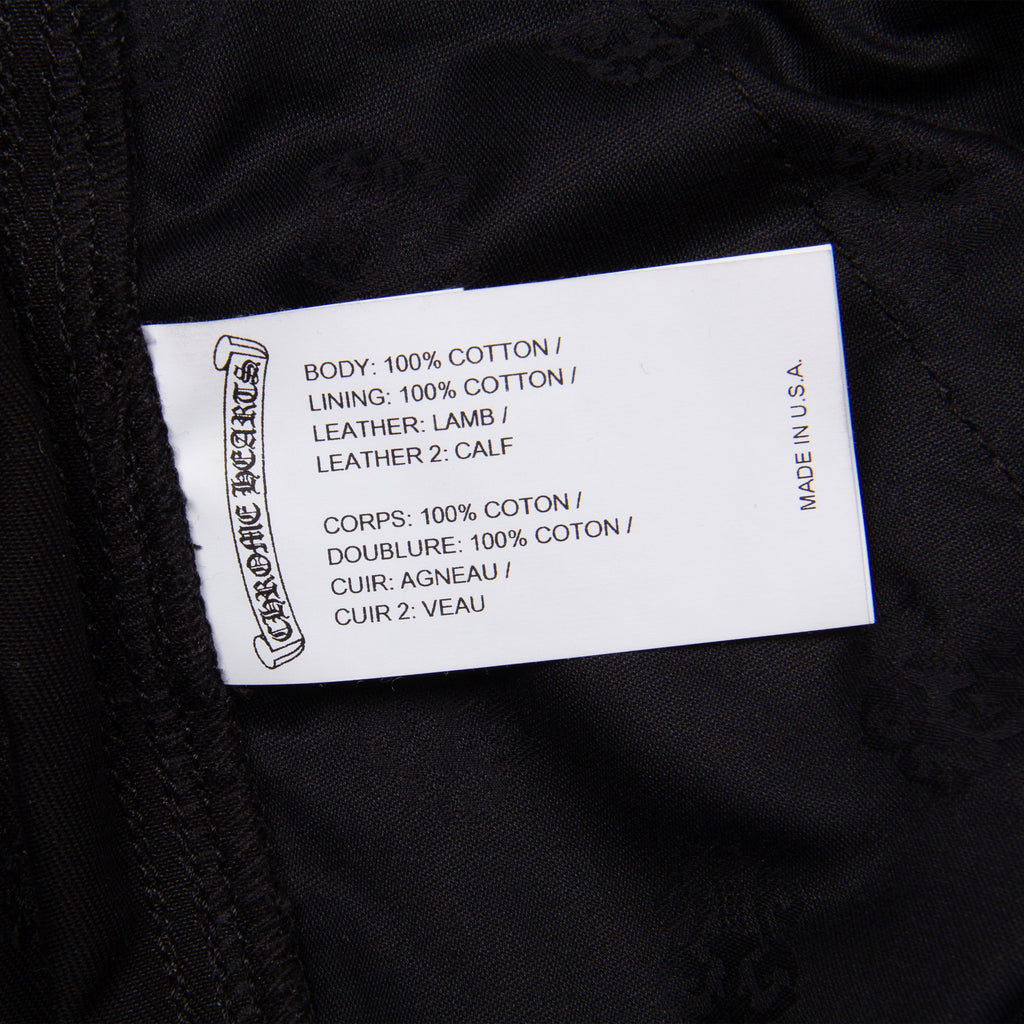 CHROME HEARTS
BODY: 100% COTTON /
LINING: 100% COTTON /
LEATHER: LAMB /
LEATHER 2: CALF
CORPS: 100% COTON /
DOUBLURE: 100% COTON /
CUIR: AGNEAU /
CUIR 2: VEAU
MADE IN U.S.A.